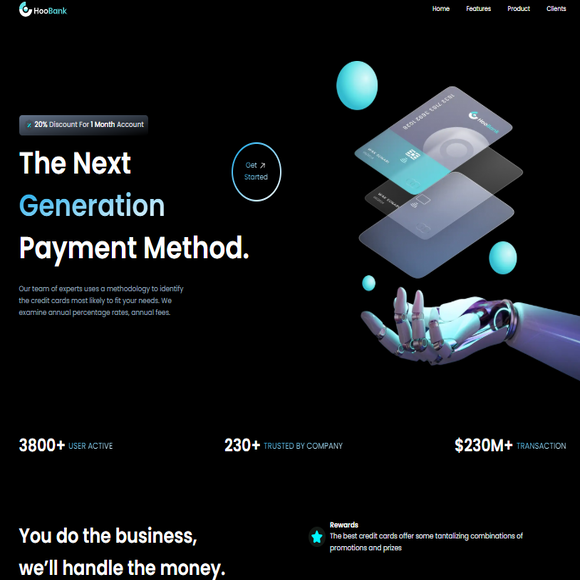 HooBank
Home Features Product Clients
20% Discount For 1 Month Account
The Next
Generation
Payment Method.
Get
Started
Our team of experts uses a methodology to identify
the credit cards most likely to fit your needs. We
examine annual percentage rates, annual fees.
HooBank
3800+ USER ACTIVE
230+ TRUSTED BY COMPANY
$230M+ TRANSACTION
You do the business,
we’ll handle the money.
Rewards
The best credit cards offer some tantalizing combinations of
promotions and prizes